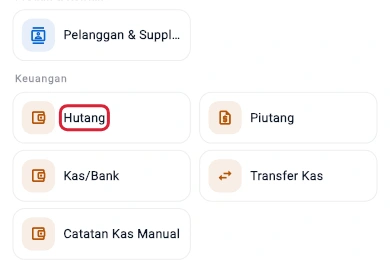 Pelanggan & Suppl...
Keuangan
Hutang
Piutang
Kas/Bank
Transfer Kas
Catatan Kas Manual